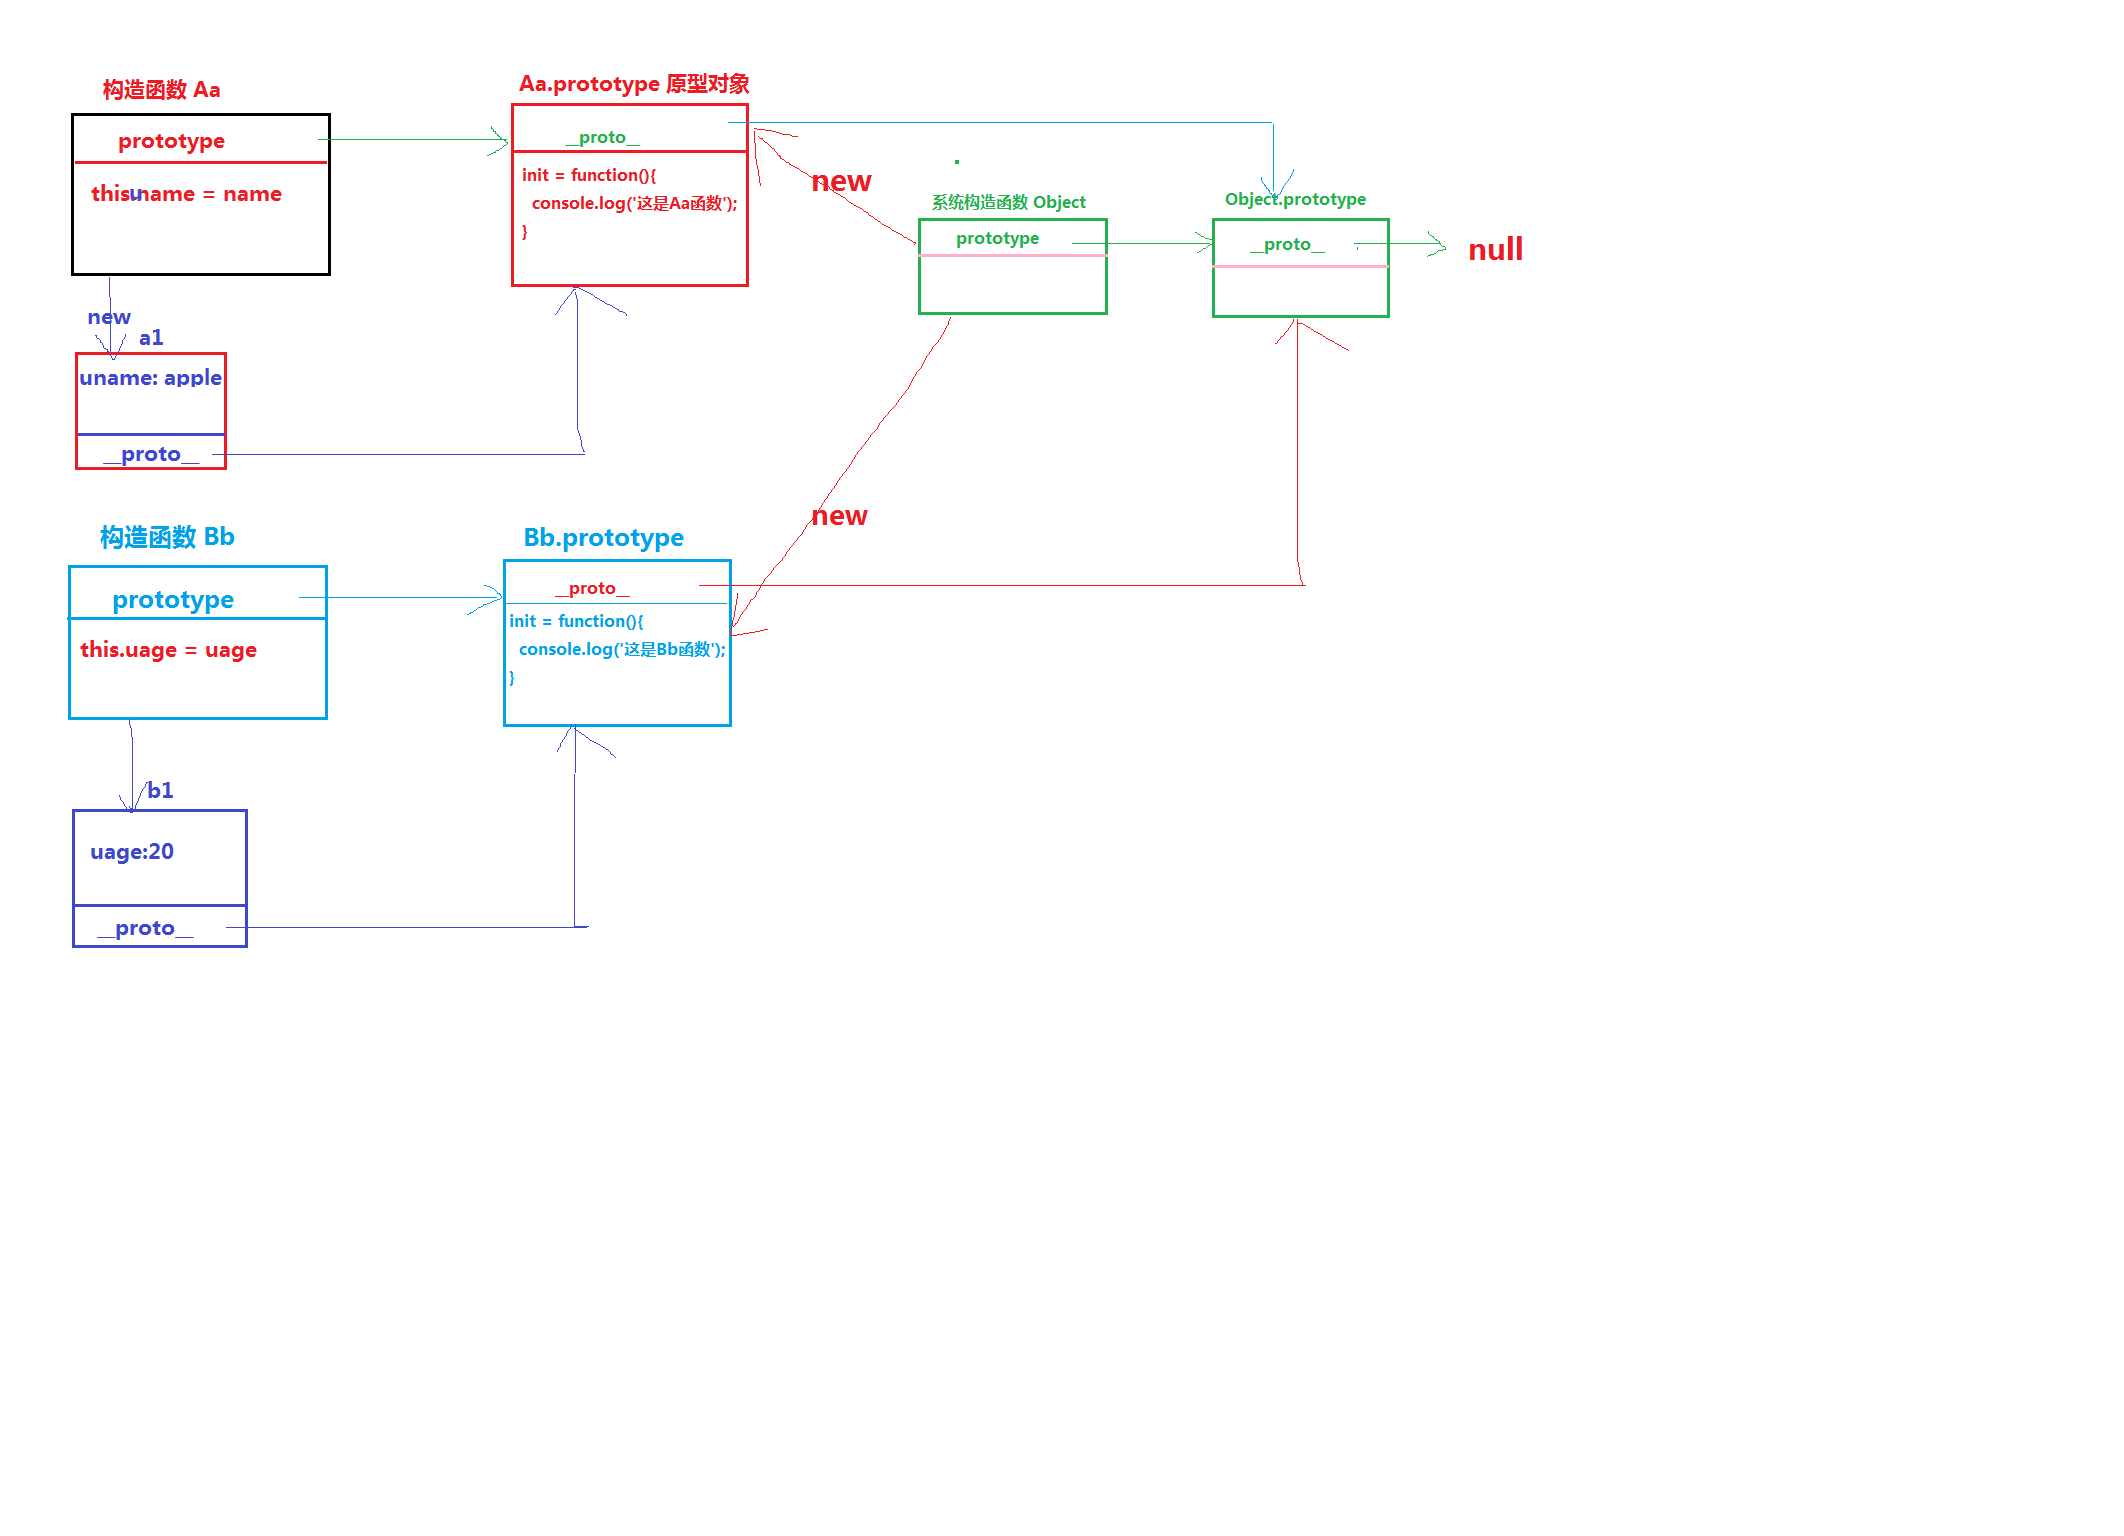 构造函数 Aa
prototype
this.uname = name
new
a1
uname: apple
__proto__
Aa.prototype 原型对象
__proto__
init = function(){
console.log('这是Aa函数');
}
new
系统构造函数 Object
prototype
Object.prototype
__proto__
null
构造函数 Bb
prototype
this.uage = uage
b1
uage:20
__proto__
Bb.prototype
__proto__
init = function(){
console.log('这是Bb函数');
}
new